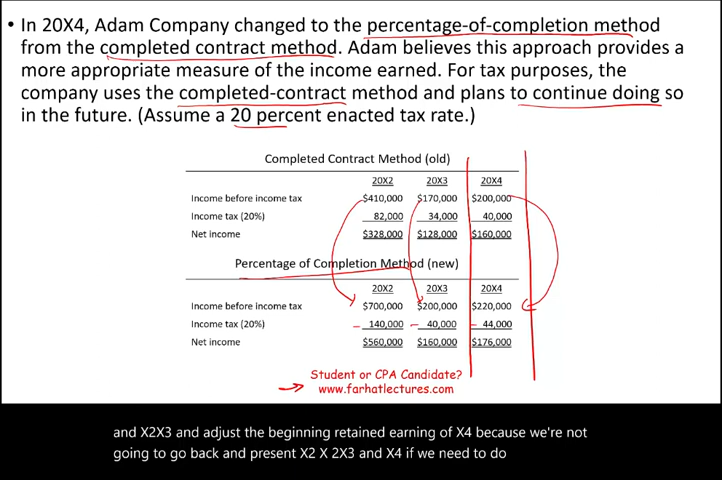 • In 20X4, Adam Company changed to the percentage-of-completion method
from the completed contract method. Adam believes this approach provides a
more appropriate measure of the income earned. For tax purposes, the
company uses the completed-contract method and plans to continue doing so
in the future. (Assume a 20 percent enacted tax rate.)
Completed Contract Method (old)
20X2 20X3 20X4
Income before income tax $410,000 $170,000 $200,000
Income tax (20%) 82,000 34,000 40,000
Net income $328,000 $128,000 $160,000
Percentage of Completion Method (new)
20X2 20X3 20X4
Income before income tax $700,000 $200,000 $220,000
Income tax (20%) – 140,000 – 40,000 – 44,000
Net income $560,000 $160,000 $176,000
Student or CPA Candidate?
www.farhatlectures.com
and X2X3 and adjust the beginning retained earning of X4 because we're not
going to go back and present X2 X 2X3 and X4 if we need to do